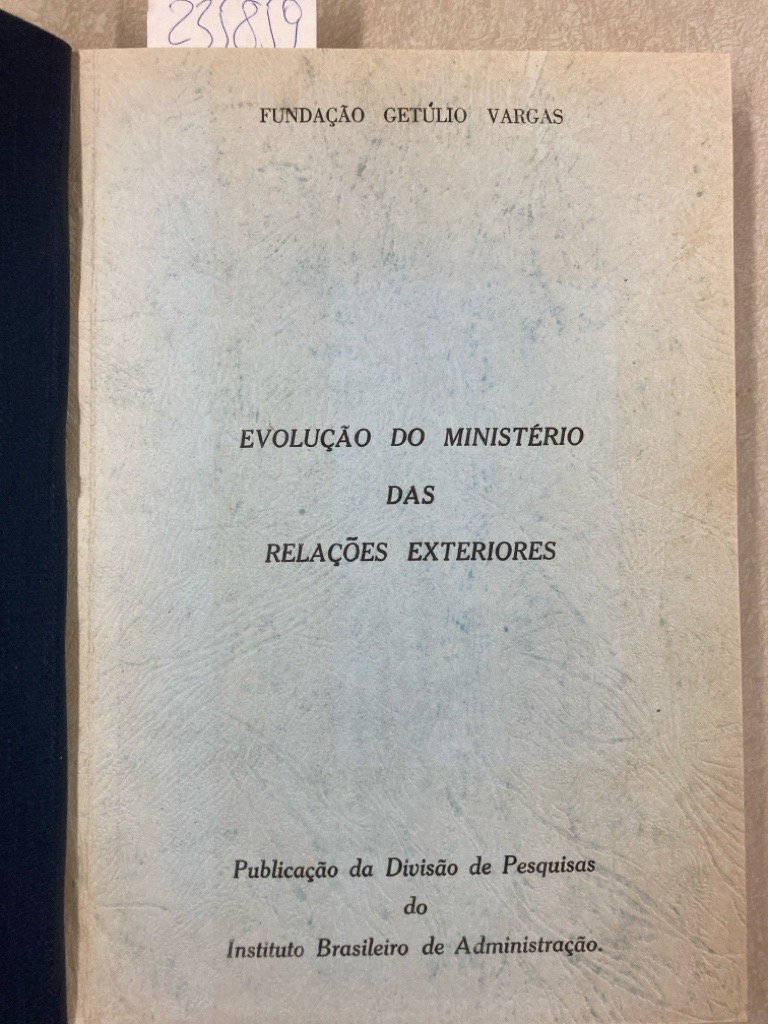 231819
FUNDAÇÃO GETÚLIO VARGAS
EVOLUÇÃO DO MINISTÉRIO
DAS
RELAÇÕES EXTERIORES
Publicação da Divisão de Pesquisas
do
Instituto Brasileiro de Administração.